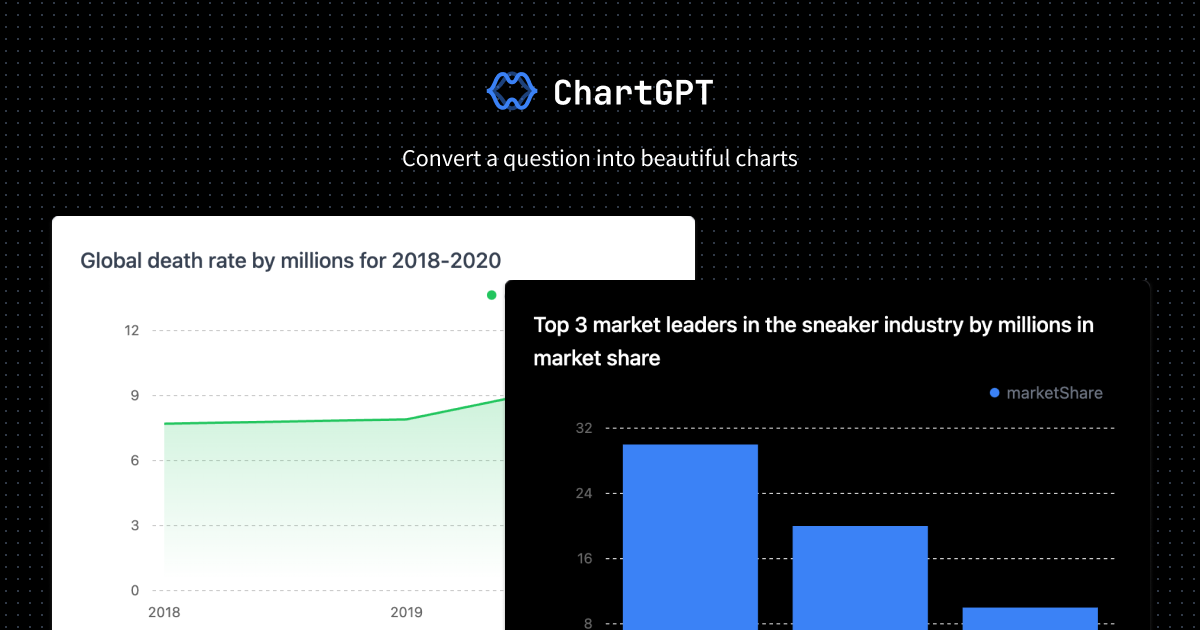 ChartGPT
Convert a question into beautiful charts
Global death rate by millions for 2018-2020
12
9
6
3
0
2018
2019
Top 3 market leaders in the sneaker industry by millions in
market share
marketShare
32
24
16
8